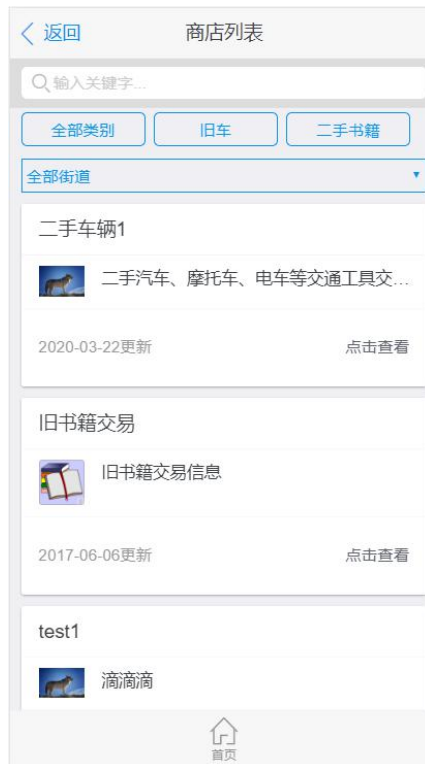 返回
商店列表
输入关键字...
全部类别
旧车
二手书籍
全部街道
二手车辆1
二手汽车、摩托车、电车等交通工具交...
2020-03-22更新
点击查看
旧书籍交易
旧书籍交易信息
2017-06-06更新
点击查看
test1
滴滴滴
首页